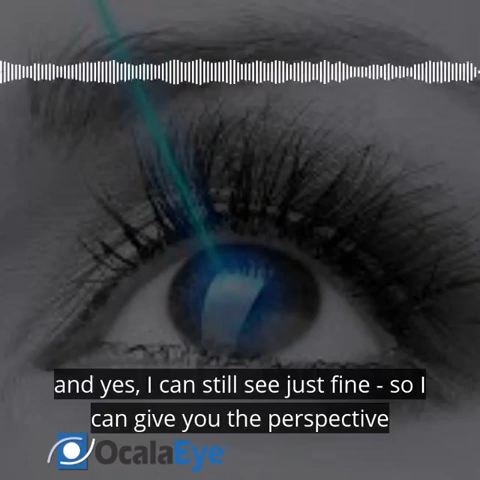 and yes, I can still see just fine - so I
can give you the perspective
OcalaEye